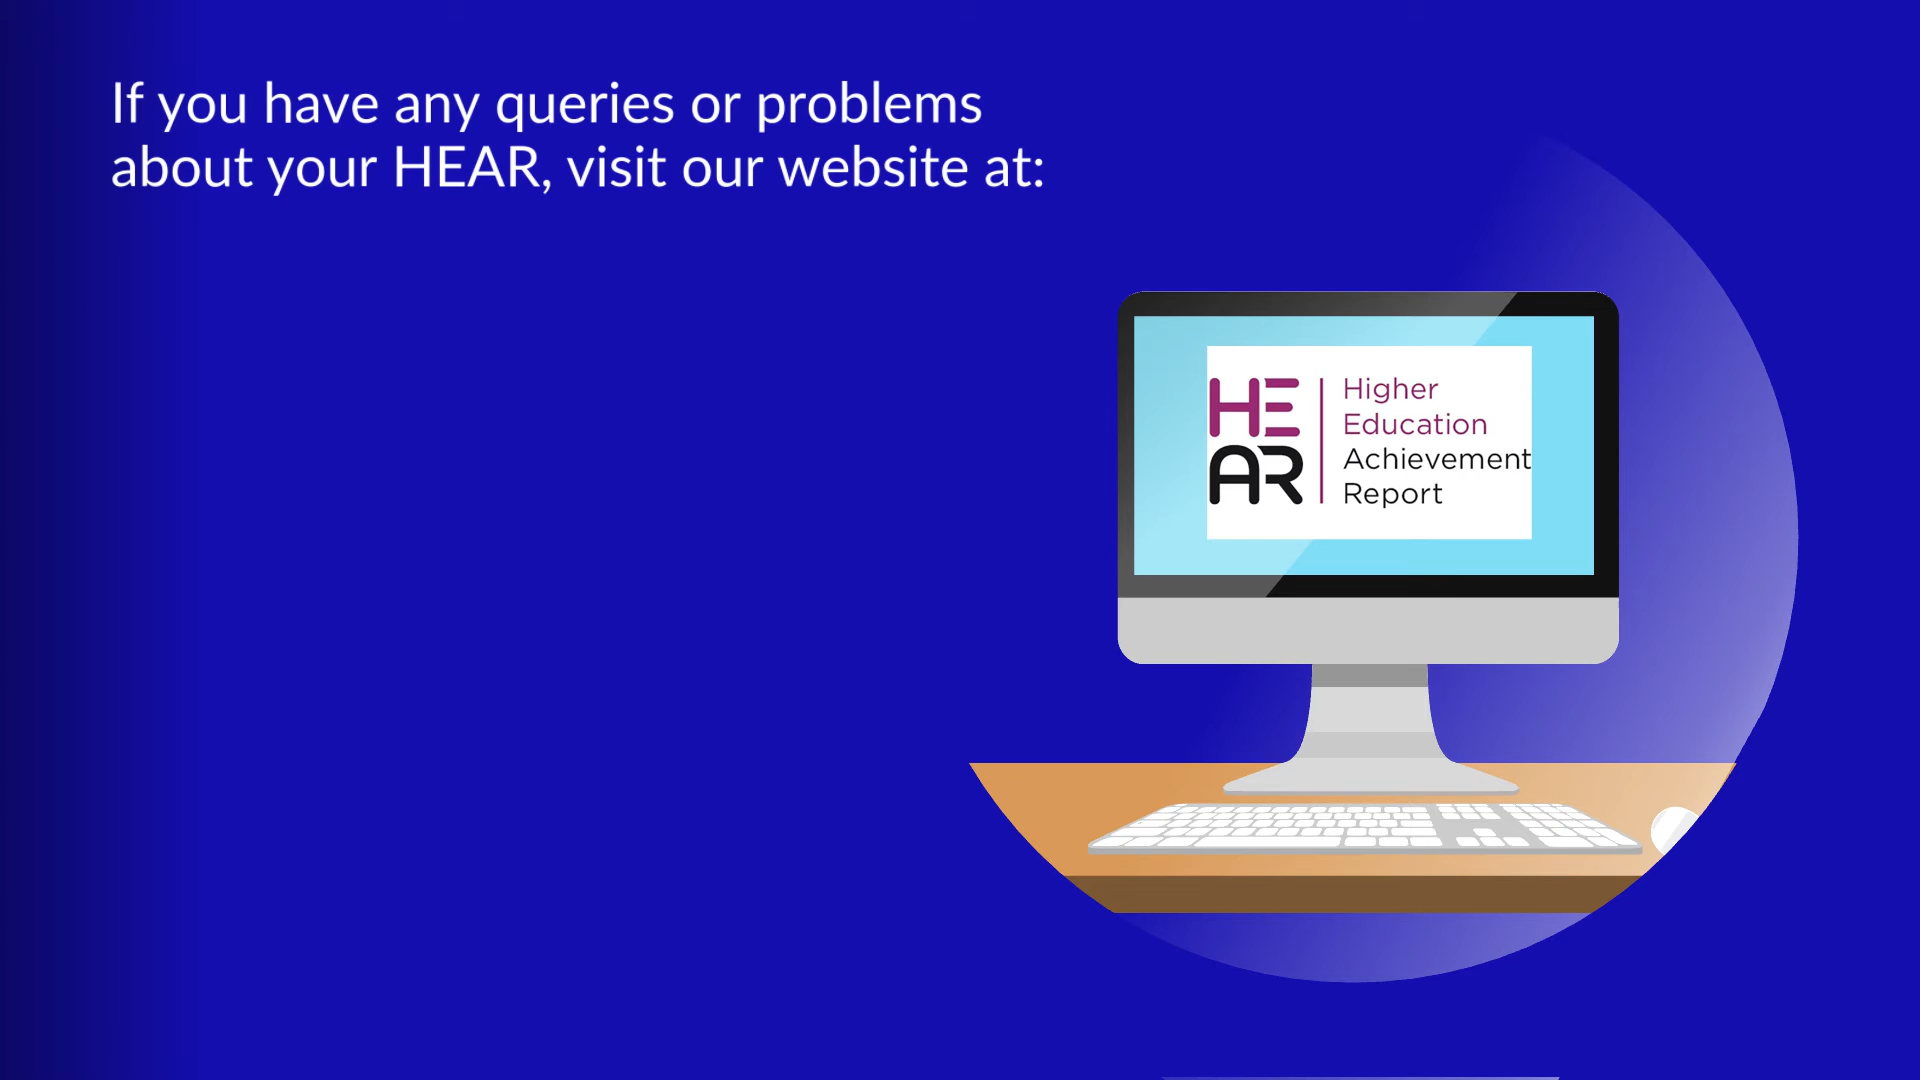 If you have any queries or problems
about your HEAR, visit our website at:
HE
AR
Higher
Education
Achievement
Report